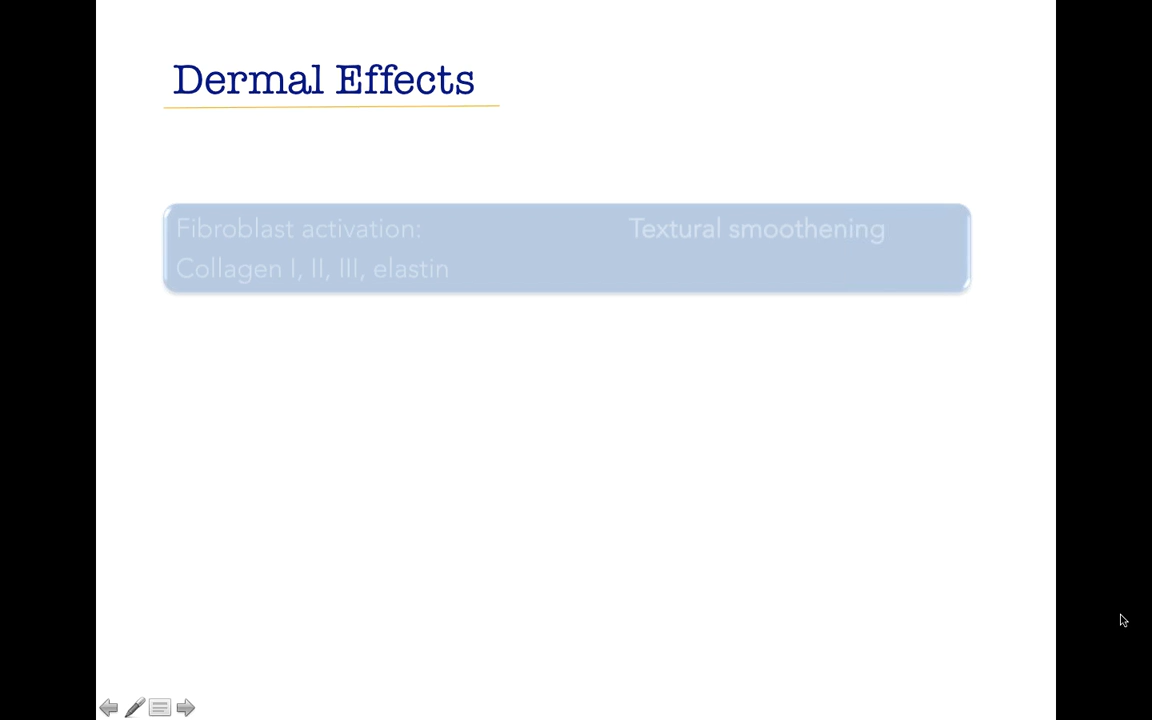 Dermal Effects
Fibroblast activation:
Textural smoothening
Collagen I, II, III, elastin